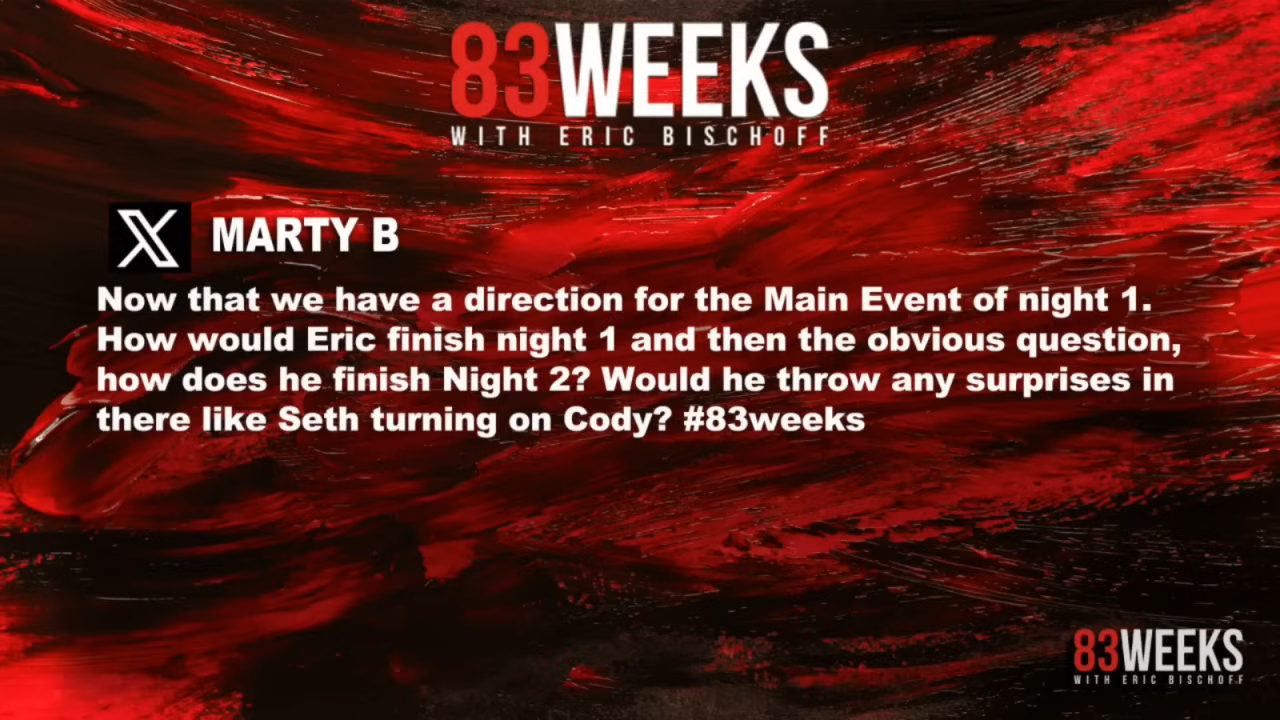 83WEEKS
WITH ERIC BISCHOFF
X MARTY B
Now that we have a direction for the Main Event of night 1.
How would Eric finish night 1 and then the obvious question,
how does he finish Night 2? Would he throw any surprises in
there like Seth turning on Cody? #83weeks
83WEEKS
WITH ERIC BISCHOFF